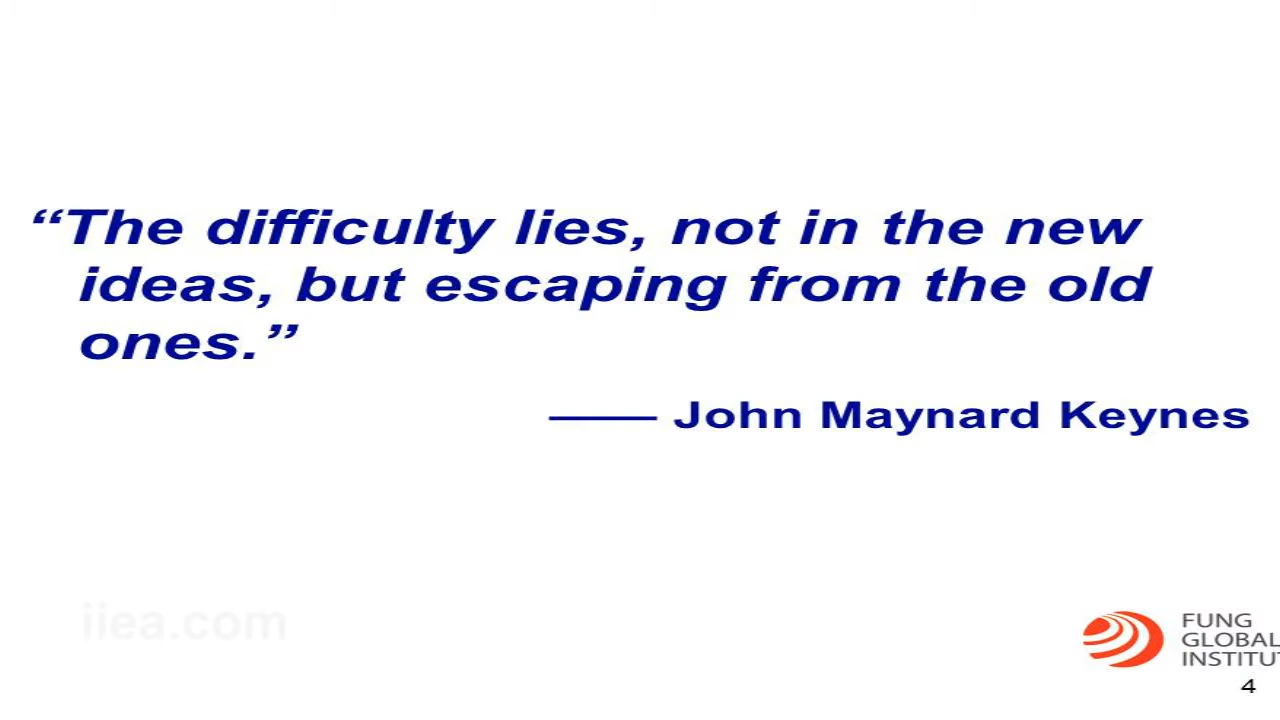 “The difficulty lies, not in the new
ideas, but escaping from the old
ones.”
—— John Maynard Keynes
iiea.com
FUNG
GLOBAL
INSTITUT
4